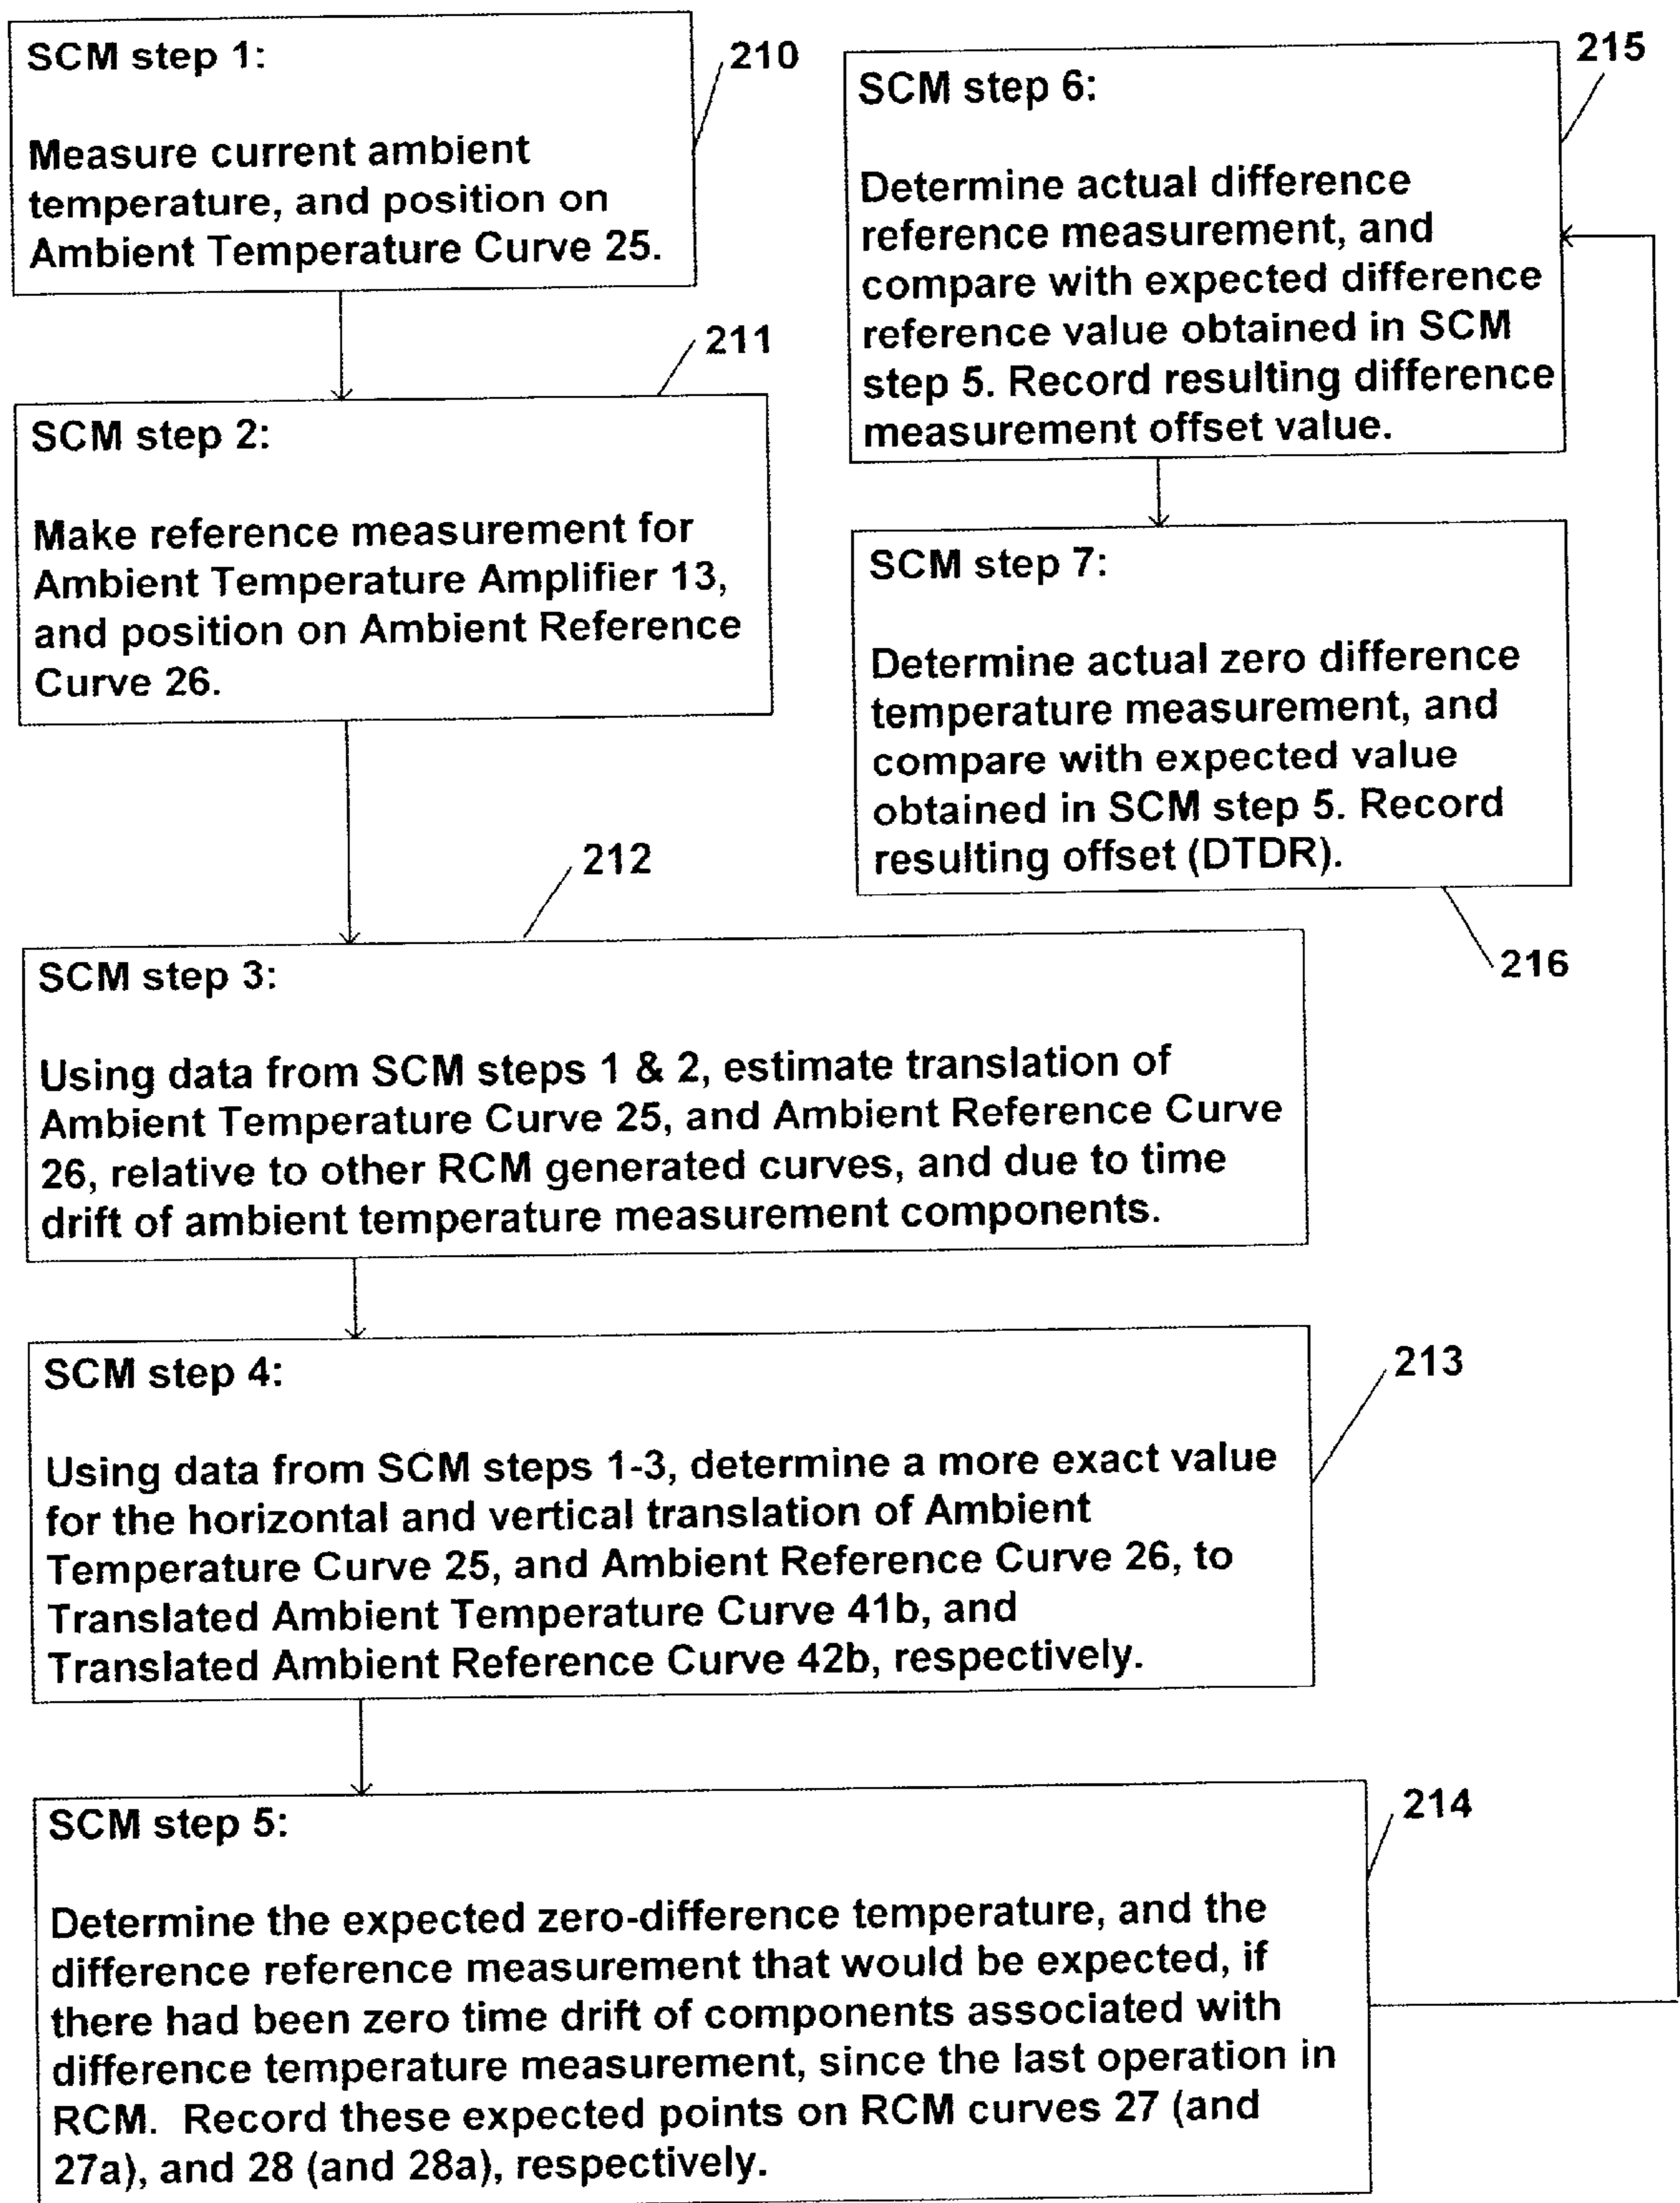 SCM step 1:
Measure current ambient
temperature, and position on
Ambient Temperature Curve 25.
210
SCM step 2:
Make reference measurement for
Ambient Temperature Amplifier 13,
and position on Ambient Reference
Curve 26.
211
SCM step 3:
Using data from SCM steps 1 & 2, estimate translation of
Ambient Temperature Curve 25, and Ambient Reference Curve
26, relative to other RCM generated curves, and due to time
drift of ambient temperature measurement components.
212
SCM step 4:
Using data from SCM steps 1-3, determine a more exact value
for the horizontal and vertical translation of Ambient
Temperature Curve 25, and Ambient Reference Curve 26, to
Translated Ambient Temperature Curve 41b, and
Translated Ambient Reference Curve 42b, respectively.
213
SCM step 5:
Determine the expected zero-difference temperature, and the
difference reference measurement that would be expected, if
there had been zero time drift of components associated with
difference temperature measurement, since the last operation in
RCM. Record these expected points on RCM curves 27 (and
27a), and 28 (and 28a), respectively.
214
SCM step 6:
Determine actual difference
reference measurement, and
compare with expected difference
reference value obtained in SCM
step 5. Record resulting difference
measurement offset value.
215
SCM step 7:
Determine actual zero difference
temperature measurement, and
compare with expected value
obtained in SCM step 5. Record
resulting offset (DTDR).
216